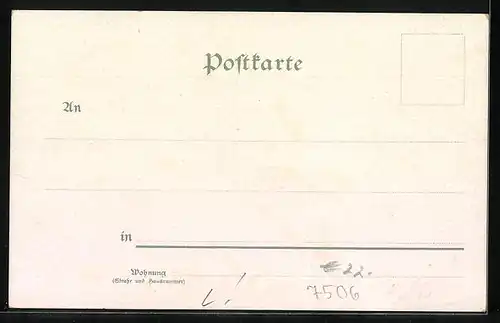 Postkarte
An
in
Wohnung
(Straße und Hausnummer)
22.
7506